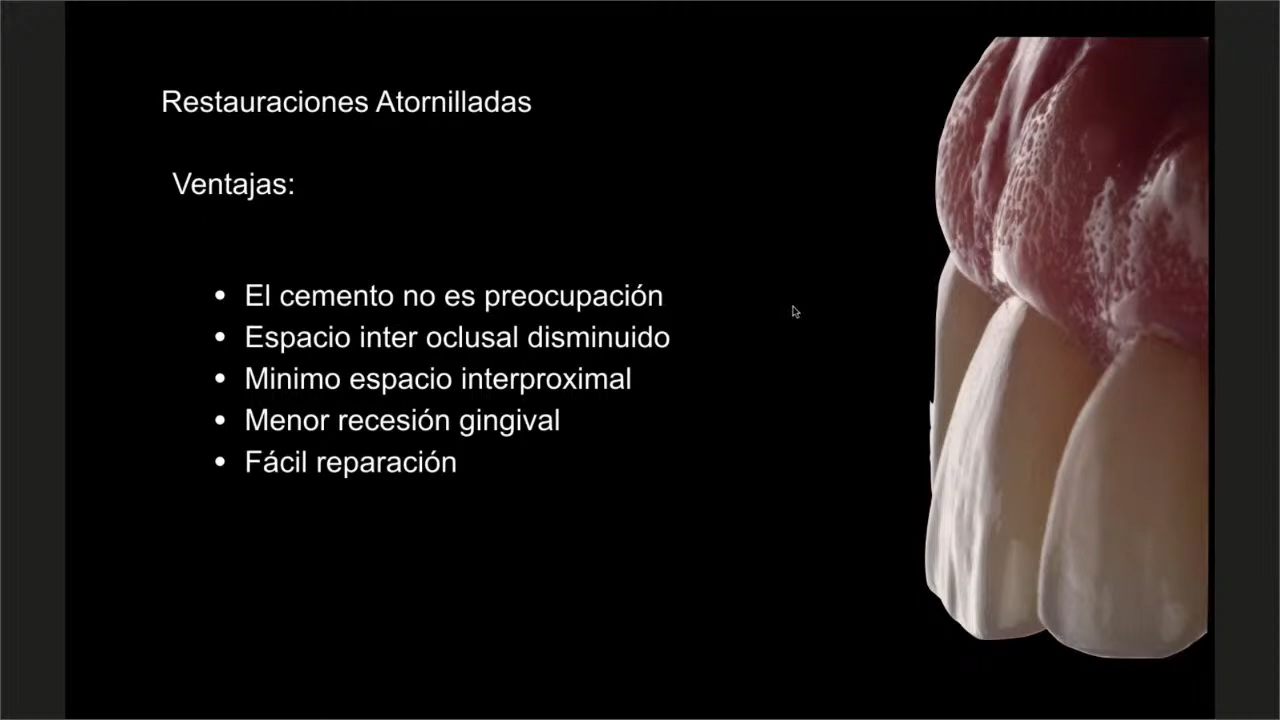 Restauraciones Atornilladas
Ventajas:
• El cemento no es preocupación
• Espacio inter oclusal disminuido
• Minimo espacio interproximal
• Menor recesión gingival
• Fácil reparación